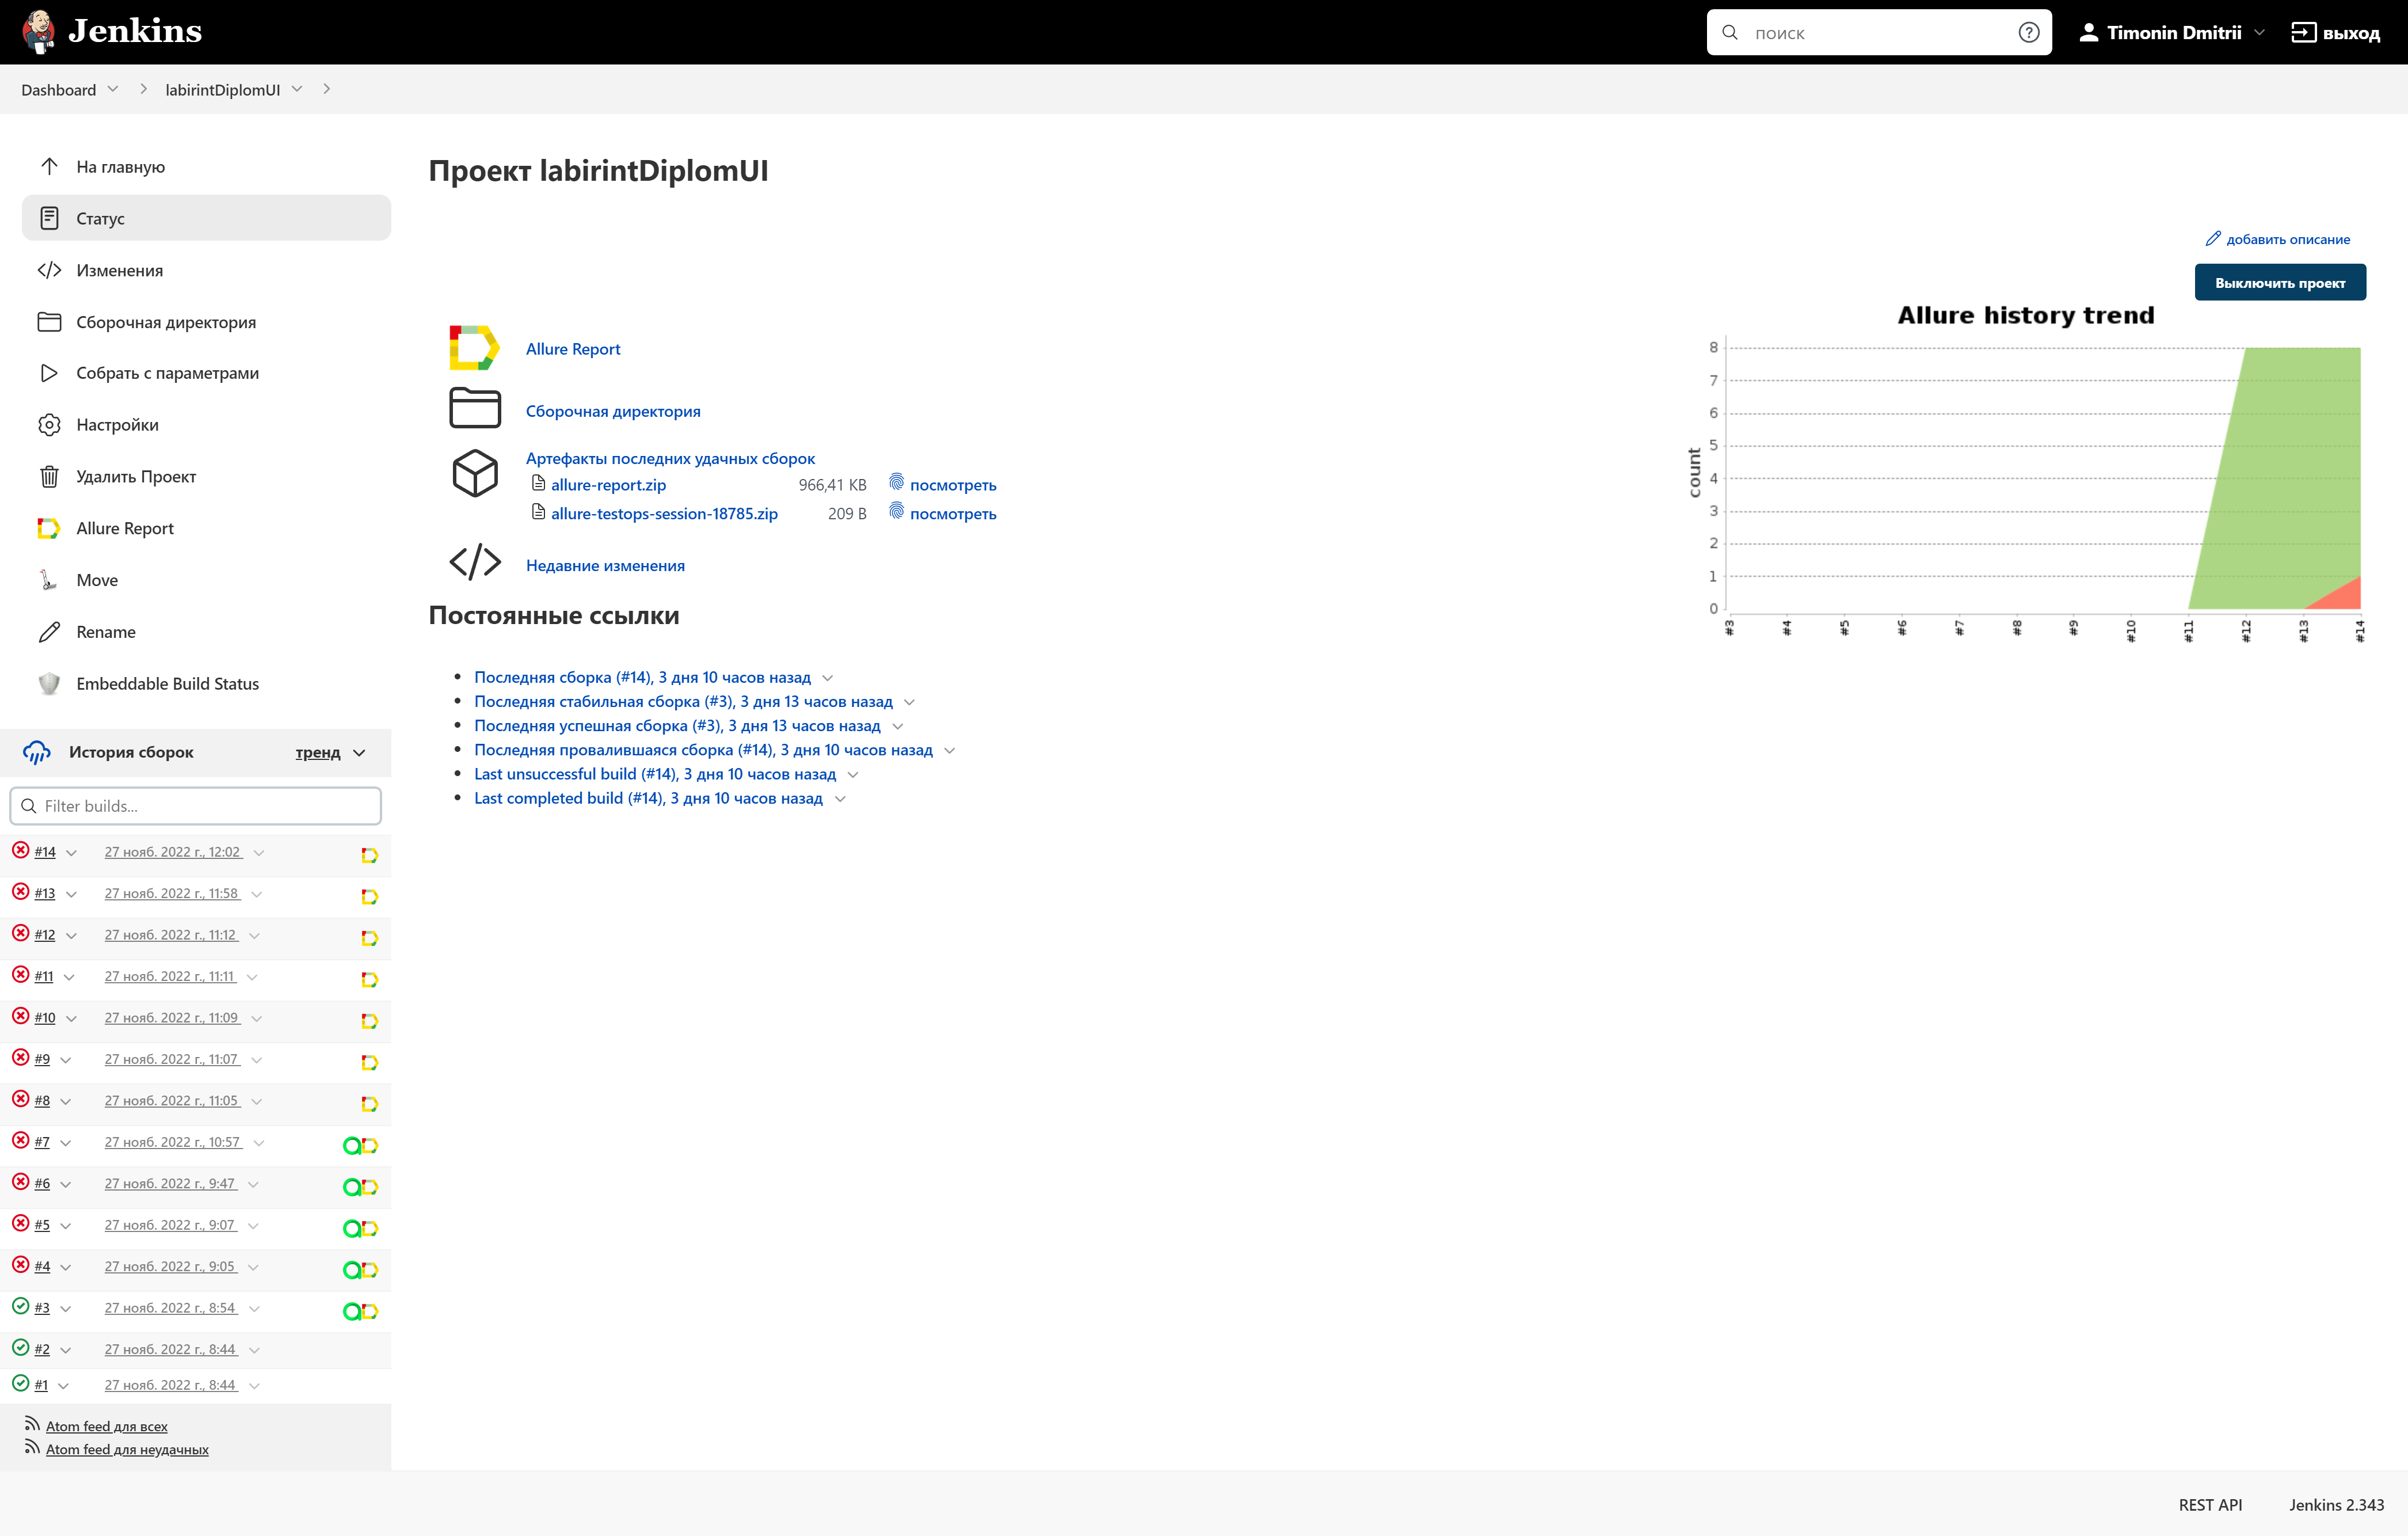 Jenkins
поиск
Timonin Dmitrii
выход
Dashboard
labirintDiplomUI
На главную
Статус
Изменения
Сборочная директория
Собрать с параметрами
Настройки
Удалить Проект
Allure Report
Move
Rename
Embeddable Build Status
История сборок
тренд
Filter builds...
#14 27 нояб. 2022 г., 12:02
#13 27 нояб. 2022 г., 11:58
#12 27 нояб. 2022 г., 11:12
#11 27 нояб. 2022 г., 11:11
#10 27 нояб. 2022 г., 11:09
#9 27 нояб. 2022 г., 11:07
#8 27 нояб. 2022 г., 11:05
#7 27 нояб. 2022 г., 10:57
#6 27 нояб. 2022 г., 9:47
#5 27 нояб. 2022 г., 9:07
#4 27 нояб. 2022 г., 9:05
#3 27 нояб. 2022 г., 8:54
#2 27 нояб. 2022 г., 8:44
#1 27 нояб. 2022 г., 8:44
Atom feed для всех
Atom feed для неудачных
Проект labirintDiplomUI
добавить описание
Выключить проект
Allure Report
Сборочная директория
Артефакты последних удачных сборок
allure-report.zip 966,41 KB посмотреть
allure-testops-session-18785.zip 209 B посмотреть
Недавние изменения
Постоянные ссылки
Последняя сборка (#14), 3 дня 10 часов назад
Последняя стабильная сборка (#3), 3 дня 13 часов назад
Последняя успешная сборка (#3), 3 дня 13 часов назад
Последняя провалившаяся сборка (#14), 3 дня 10 часов назад
Last unsuccessful build (#14), 3 дня 10 часов назад
Last completed build (#14), 3 дня 10 часов назад
Allure history trend
count
8
7
6
5
4
3
2
1
0
#3 #4 #5 #6 #7 #8 #9 #10 #11 #12 #13 #14
REST API
Jenkins 2.343